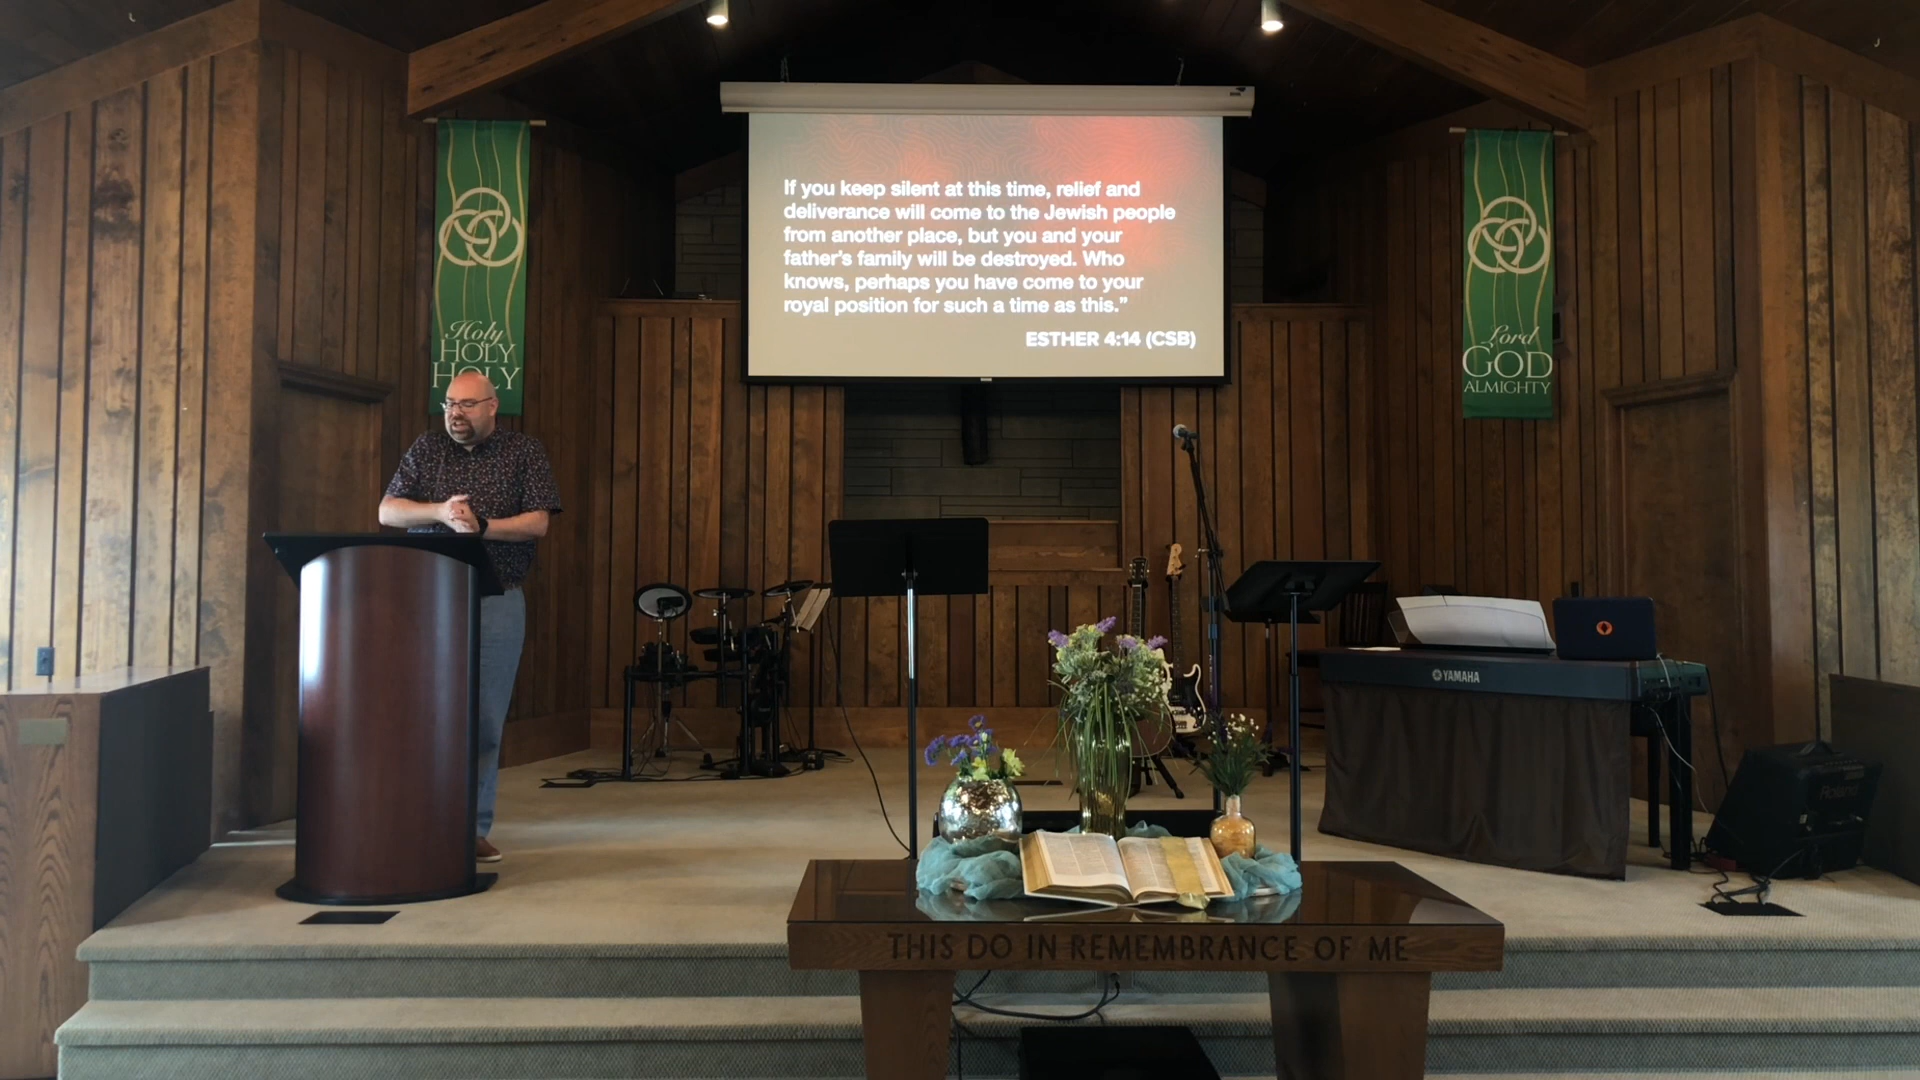 If you keep silent at this time, relief and
deliverance will come to the Jewish people
from another place, but you and your
father's family will be destroyed. Who
knows, perhaps you have come to your
royal position for such a time as this.”
ESTHER 4:14 (CSB)
Holy
HOLY
HOLY
Lord
GOD
ALMIGHTY
YAMAHA
Roland
THIS DO IN REMEMBRANCE OF ME